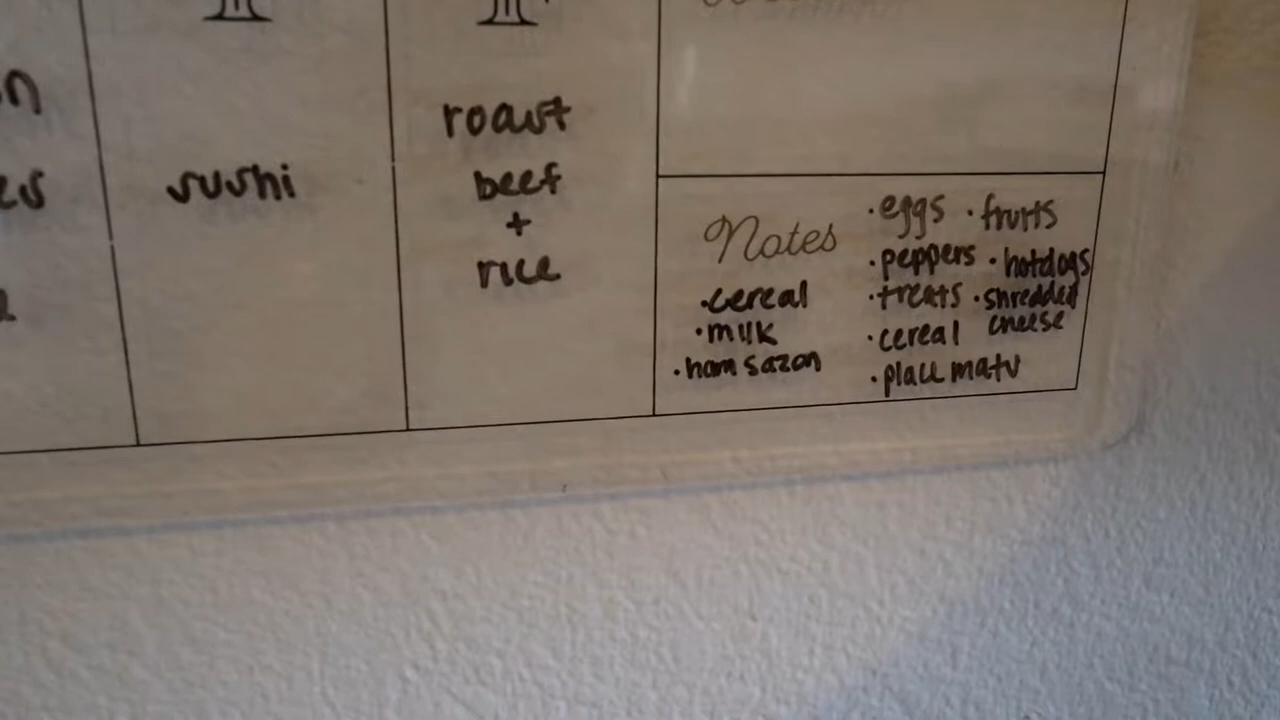 sushi
roast
beef
+
rice
Notes
·cereal
·milk
·ham sazon
·eggs ·fruits
·peppers ·hotdogs
·treats ·shredded
cheese
·cereal
·place mats